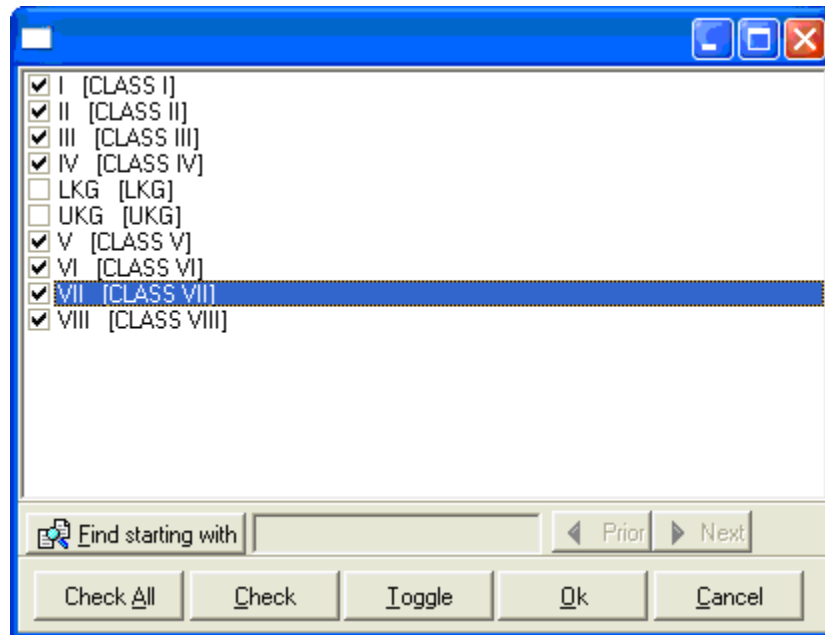 I [CLASS I]
II [CLASS II]
III [CLASS III]
IV [CLASS IV]
LKG [LKG]
UKG [UKG]
V [CLASS V]
VI [CLASS VI]
VII [CLASS VII]
VIII [CLASS VIII]
Find starting with Prior Next
Check All Check Toggle Ok Cancel